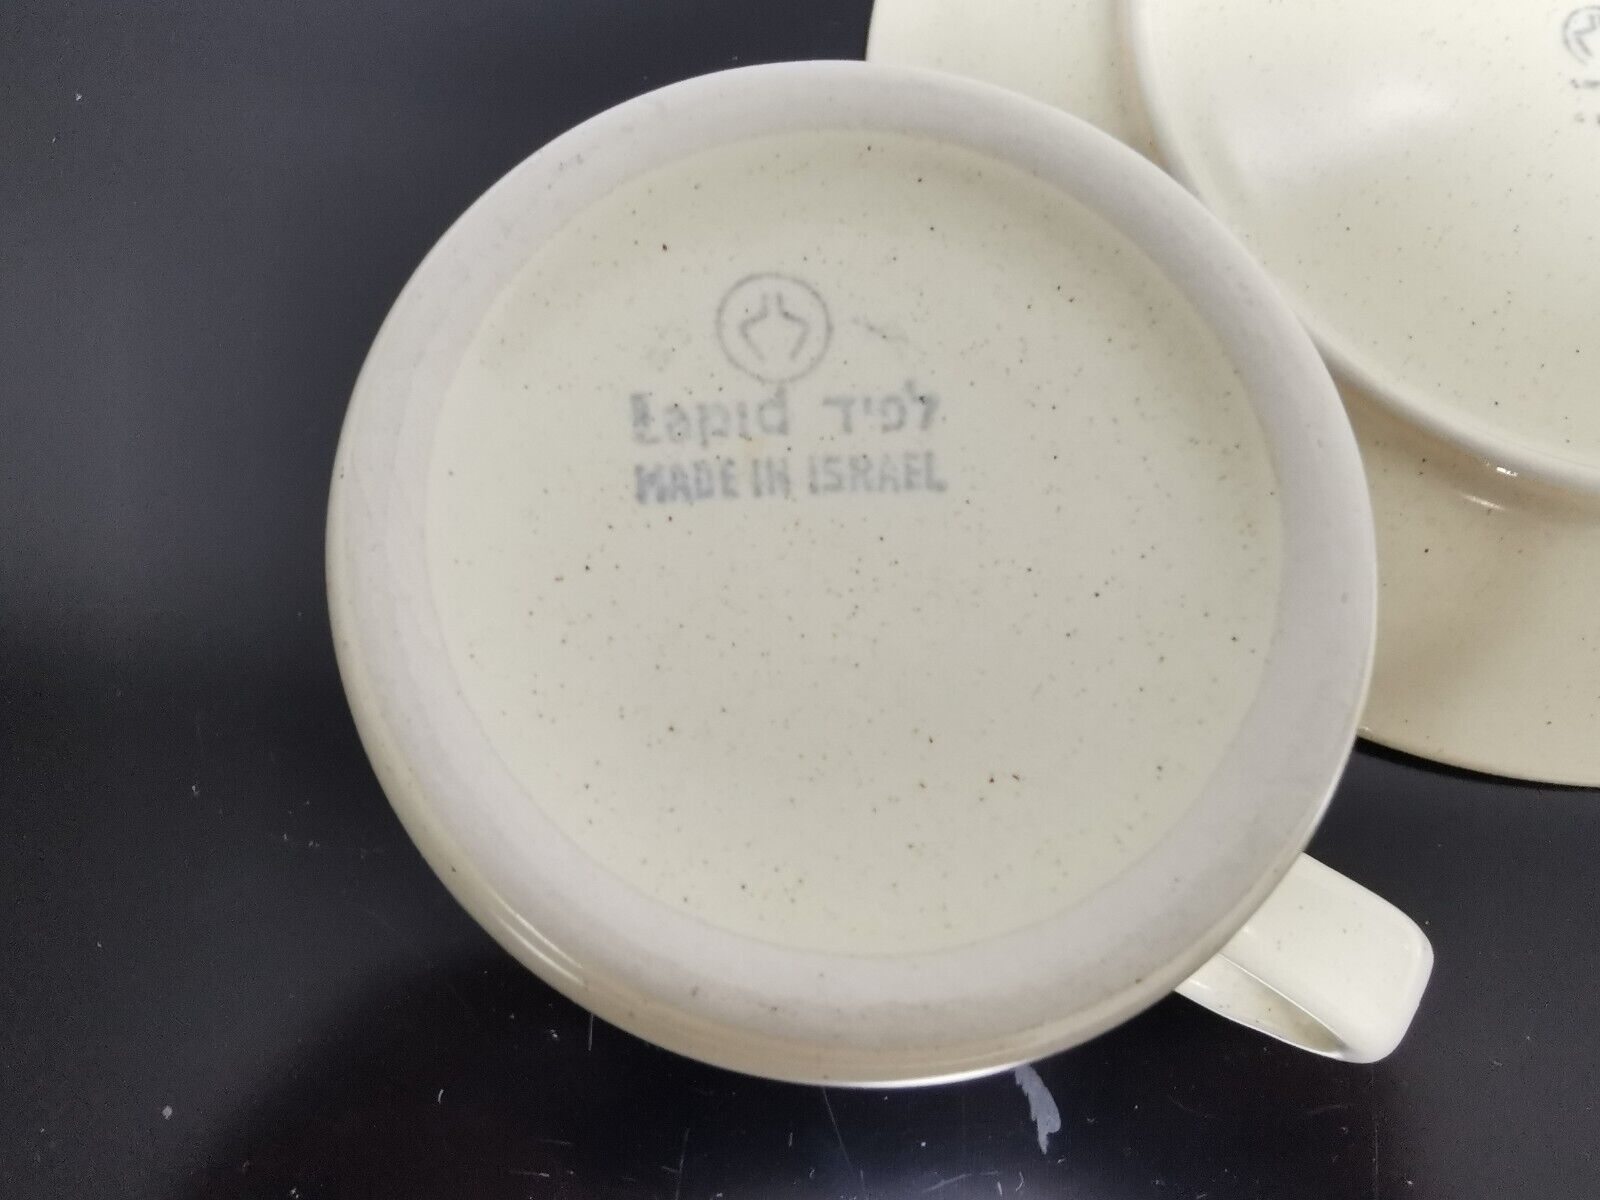 Lapid לפיד
MADE IN ISRAEL